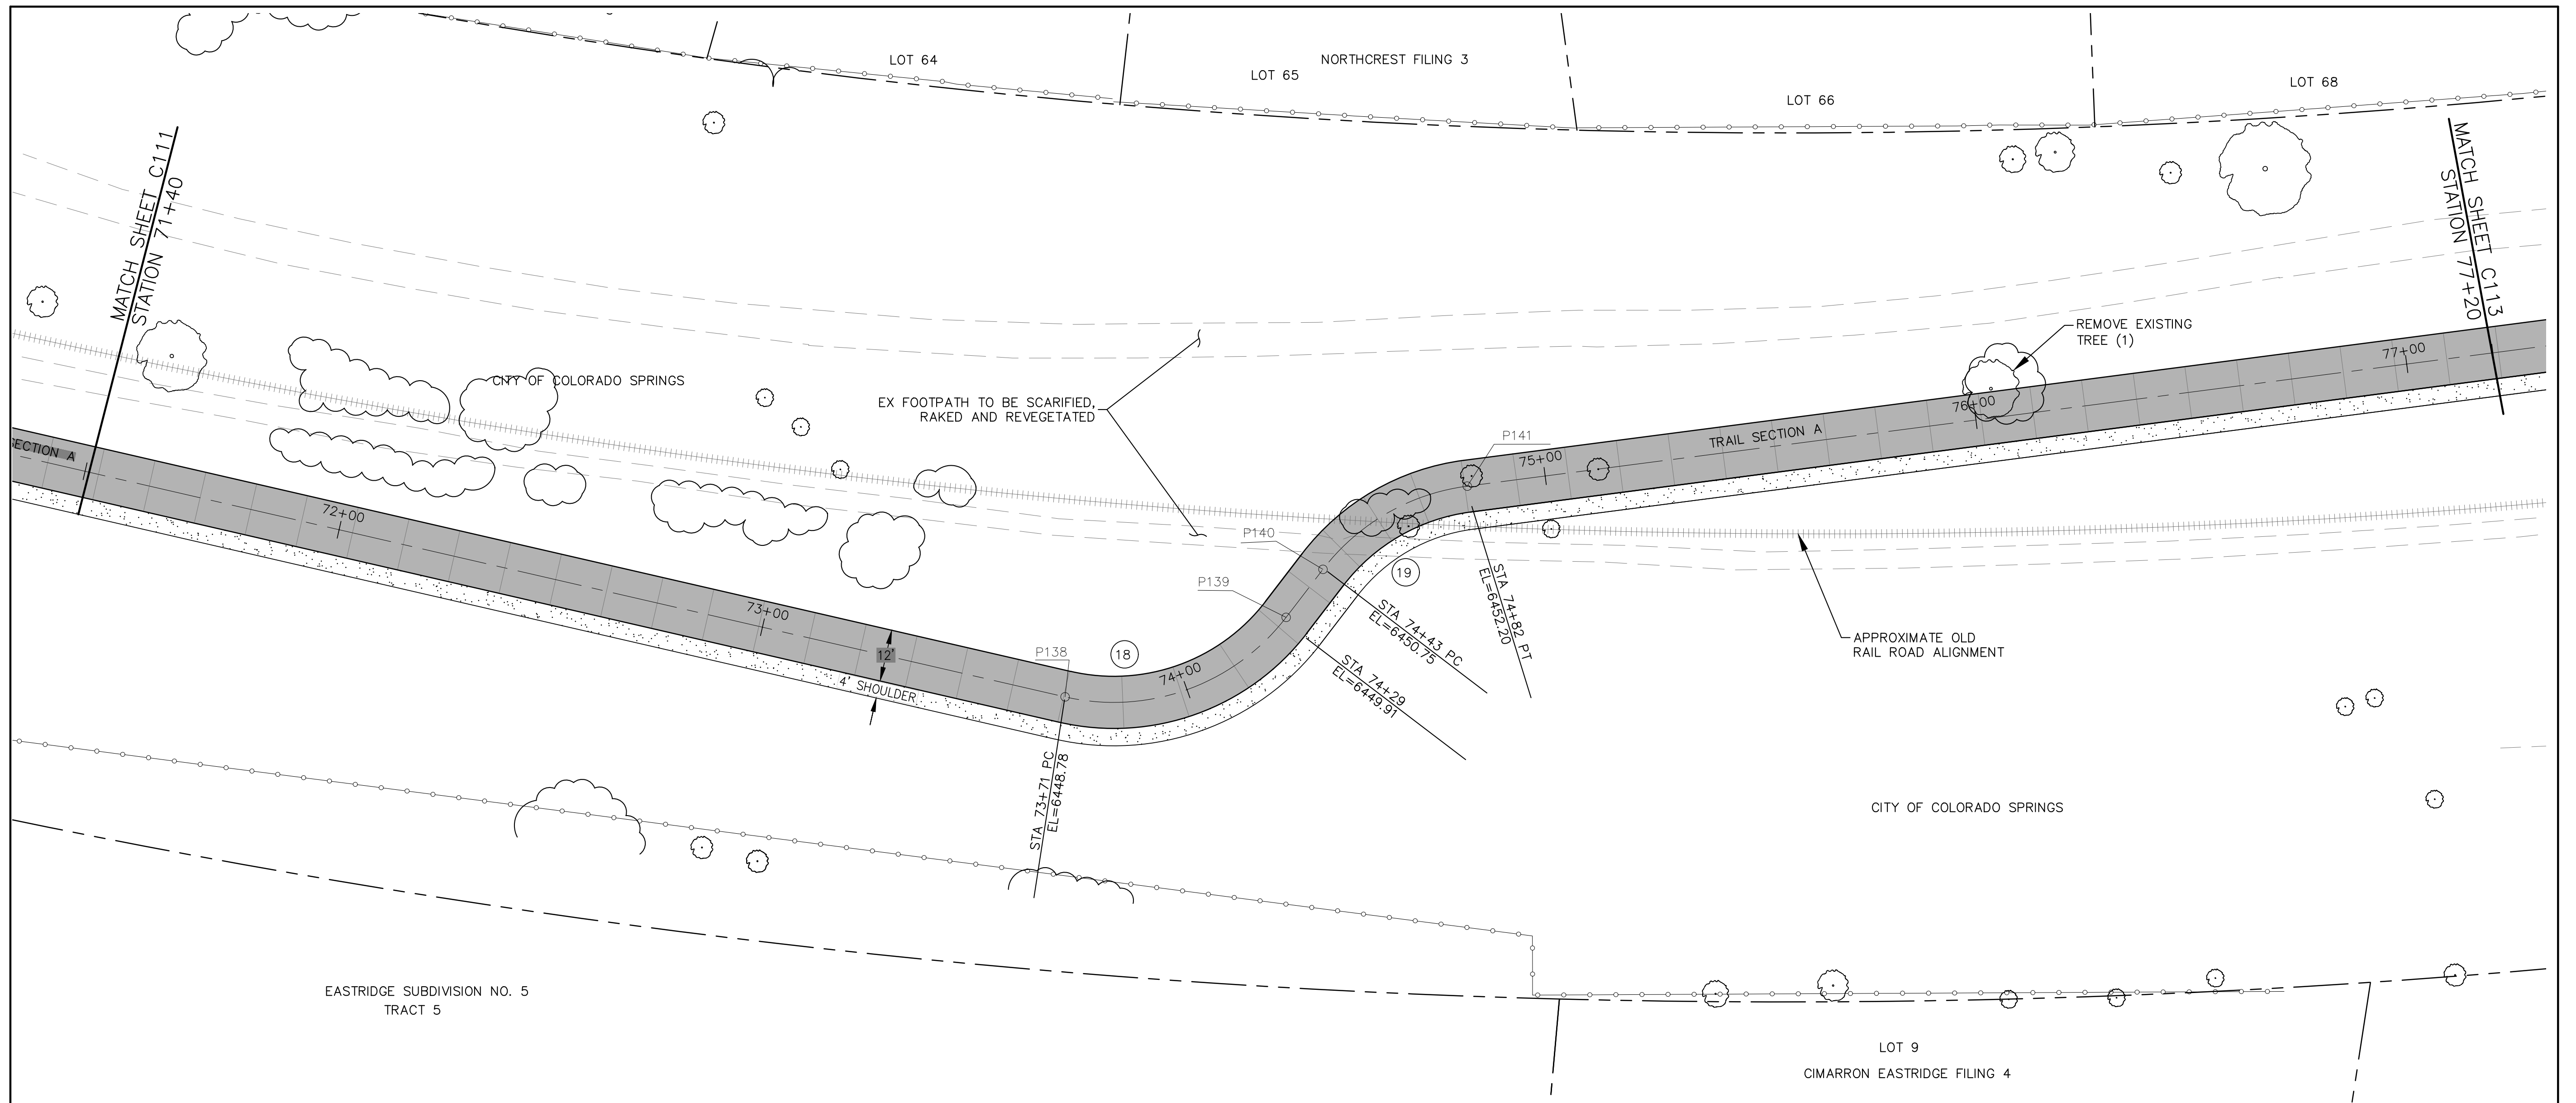 LOT 64
LOT 65
NORTHCREST FILING 3
LOT 66
LOT 68
MATCH SHEET C111
STATION 71+40
MATCH SHEET C113
STATION 77+20
REMOVE EXISTING
TREE (1)
77+00
CITY OF COLORADO SPRINGS
EX FOOTPATH TO BE SCARIFIED,
RAKED AND REVEGETATED
76+00
P141
TRAIL SECTION A
75+00
SECTION A
72+00
P140
19
P139
73+00
STA 74+82 PT
EL=6452.20
STA 74+43 PC
EL=6450.75
APPROXIMATE OLD
RAIL ROAD ALIGNMENT
P138
18
12'
4' SHOULDER
74+00
STA 74+29
EL=6449.91
STA 73+71 PC
EL=6448.78
CITY OF COLORADO SPRINGS
EASTRIDGE SUBDIVISION NO. 5
TRACT 5
LOT 9
CIMARRON EASTRIDGE FILING 4